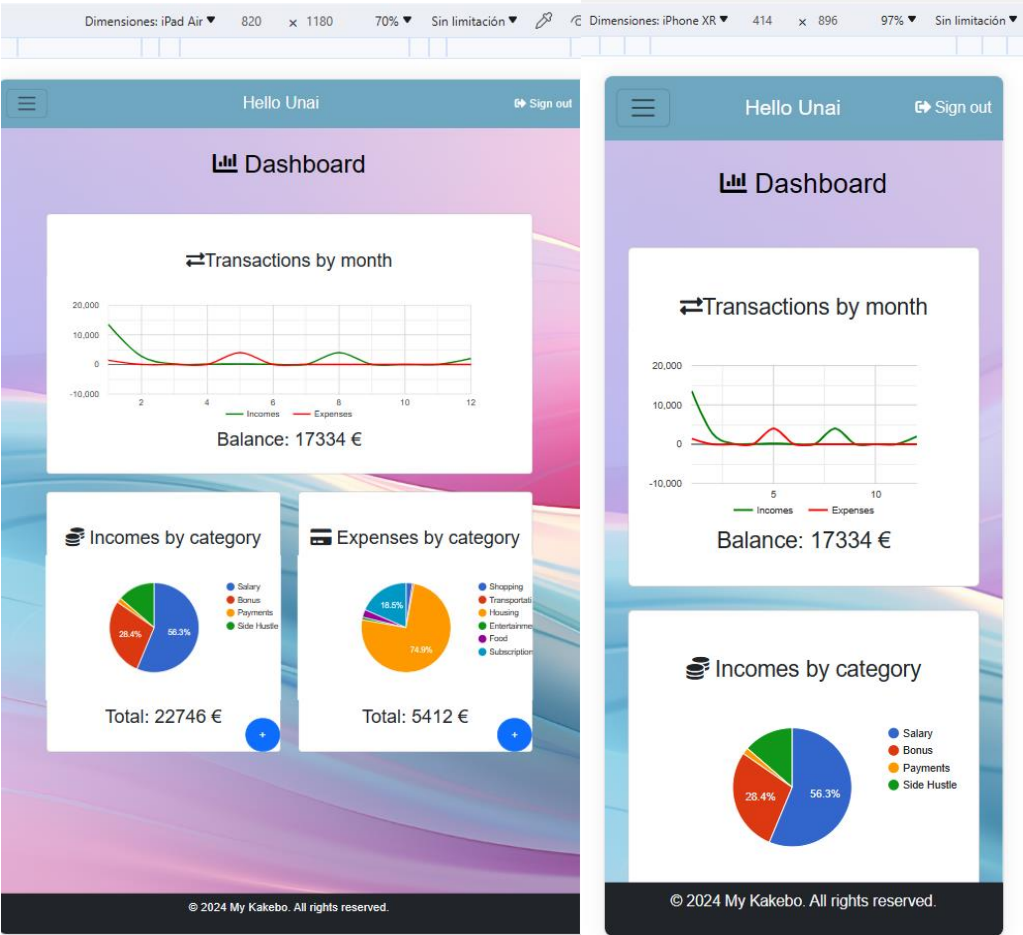 Dimensiones: iPad Air ▼ 820 × 1180 70% ▼ Sin limitación ▼
Hello Unai
Sign out
Dashboard
Transactions by month
20,000
10,000
0
-10,000
2 4 6 8 10 12
Incomes Expenses
Balance: 17334 €
Incomes by category
Salary
Bonus
Payments
Side Hustle
28.4%
56.3%
Total: 22746 €
+
Expenses by category
Shopping
Transportati
Housing
Entertainme
Food
Subscription
18.5%
74.9%
Total: 5412 €
+
© 2024 My Kakebo. All rights reserved.
Dimensiones: iPhone XR ▼ 414 × 896 97% ▼ Sin limitación ▼
Hello Unai
Sign out
Dashboard
Transactions by month
20,000
10,000
0
-10,000
5 10
Incomes Expenses
Balance: 17334 €
Incomes by category
Salary
Bonus
Payments
Side Hustle
28.4%
56.3%
© 2024 My Kakebo. All rights reserved.